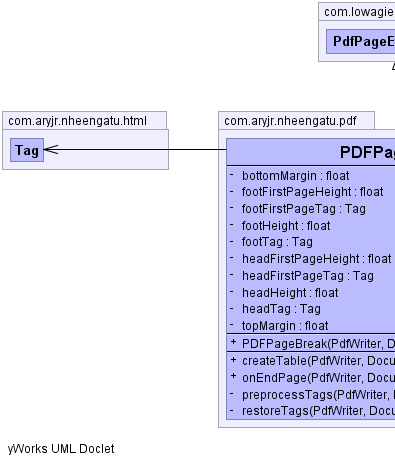 com.lowagie
PdfPageE
com.aryjr.nheengatu.html
Tag
com.aryjr.nheengatu.pdf
PDFPag
- bottomMargin : float
- footFirstPageHeight : float
- footFirstPageTag : Tag
- footHeight : float
- footTag : Tag
- headFirstPageHeight : float
- headFirstPageTag : Tag
- headHeight : float
- headTag : Tag
- topMargin : float
+ PDFPageBreak(PdfWriter, D
+ createTable(PdfWriter, Docu
+ onEndPage(PdfWriter, Docu
- preprocessTags(PdfWriter, D
- restoreTags(PdfWriter, Docu
yWorks UML Doclet